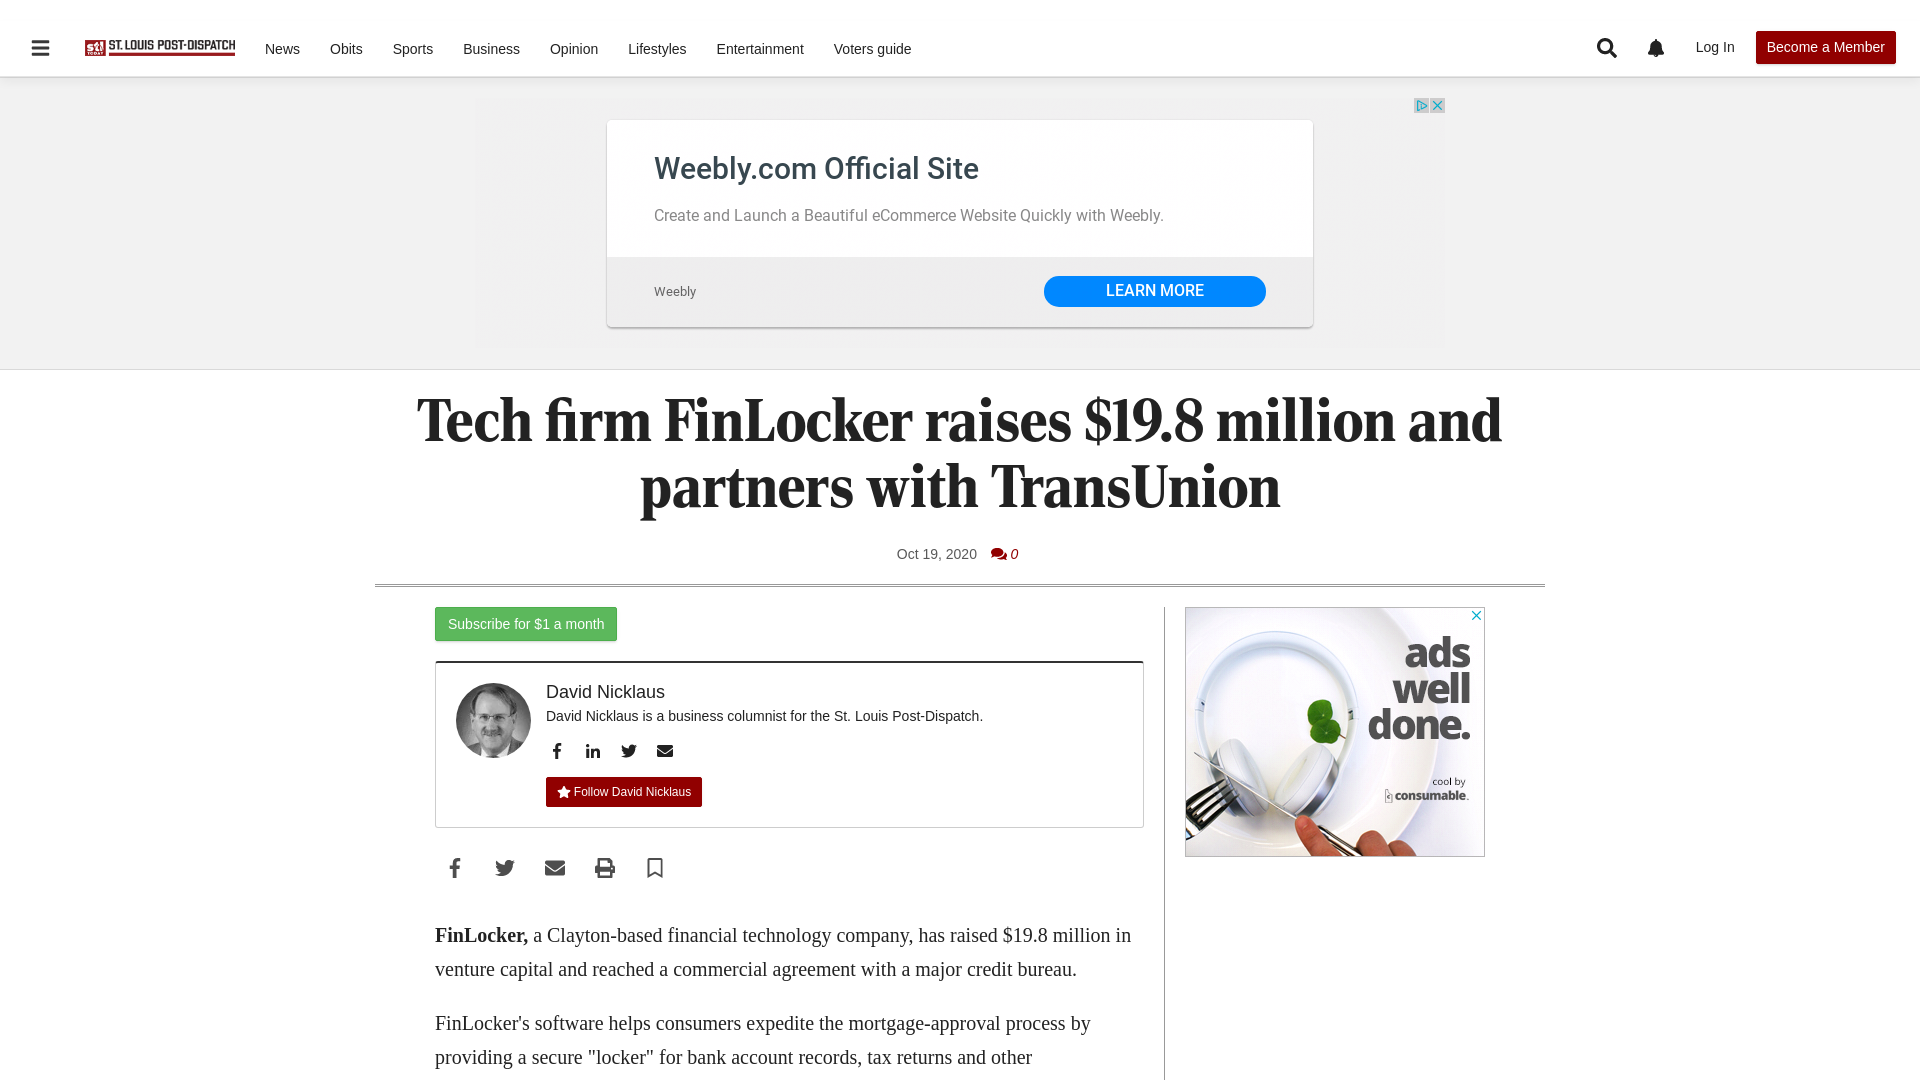 stl TODAY ST. LOUIS POST-DISPATCH News Obits Sports Business Opinion Lifestyles Entertainment Voters guide Log In Become a Member
Weebly.com Official Site
Create and Launch a Beautiful eCommerce Website Quickly with Weebly.
Weebly LEARN MORE
Tech firm FinLocker raises $19.8 million and
partners with TransUnion
Oct 19, 2020 0
Subscribe for $1 a month
David Nicklaus
David Nicklaus is a business columnist for the St. Louis Post-Dispatch.
Follow David Nicklaus
FinLocker, a Clayton-based financial technology company, has raised $19.8 million in
venture capital and reached a commercial agreement with a major credit bureau.
FinLocker's software helps consumers expedite the mortgage-approval process by
providing a secure "locker" for bank account records, tax returns and other
ads
well
done.
cool by
consumable.